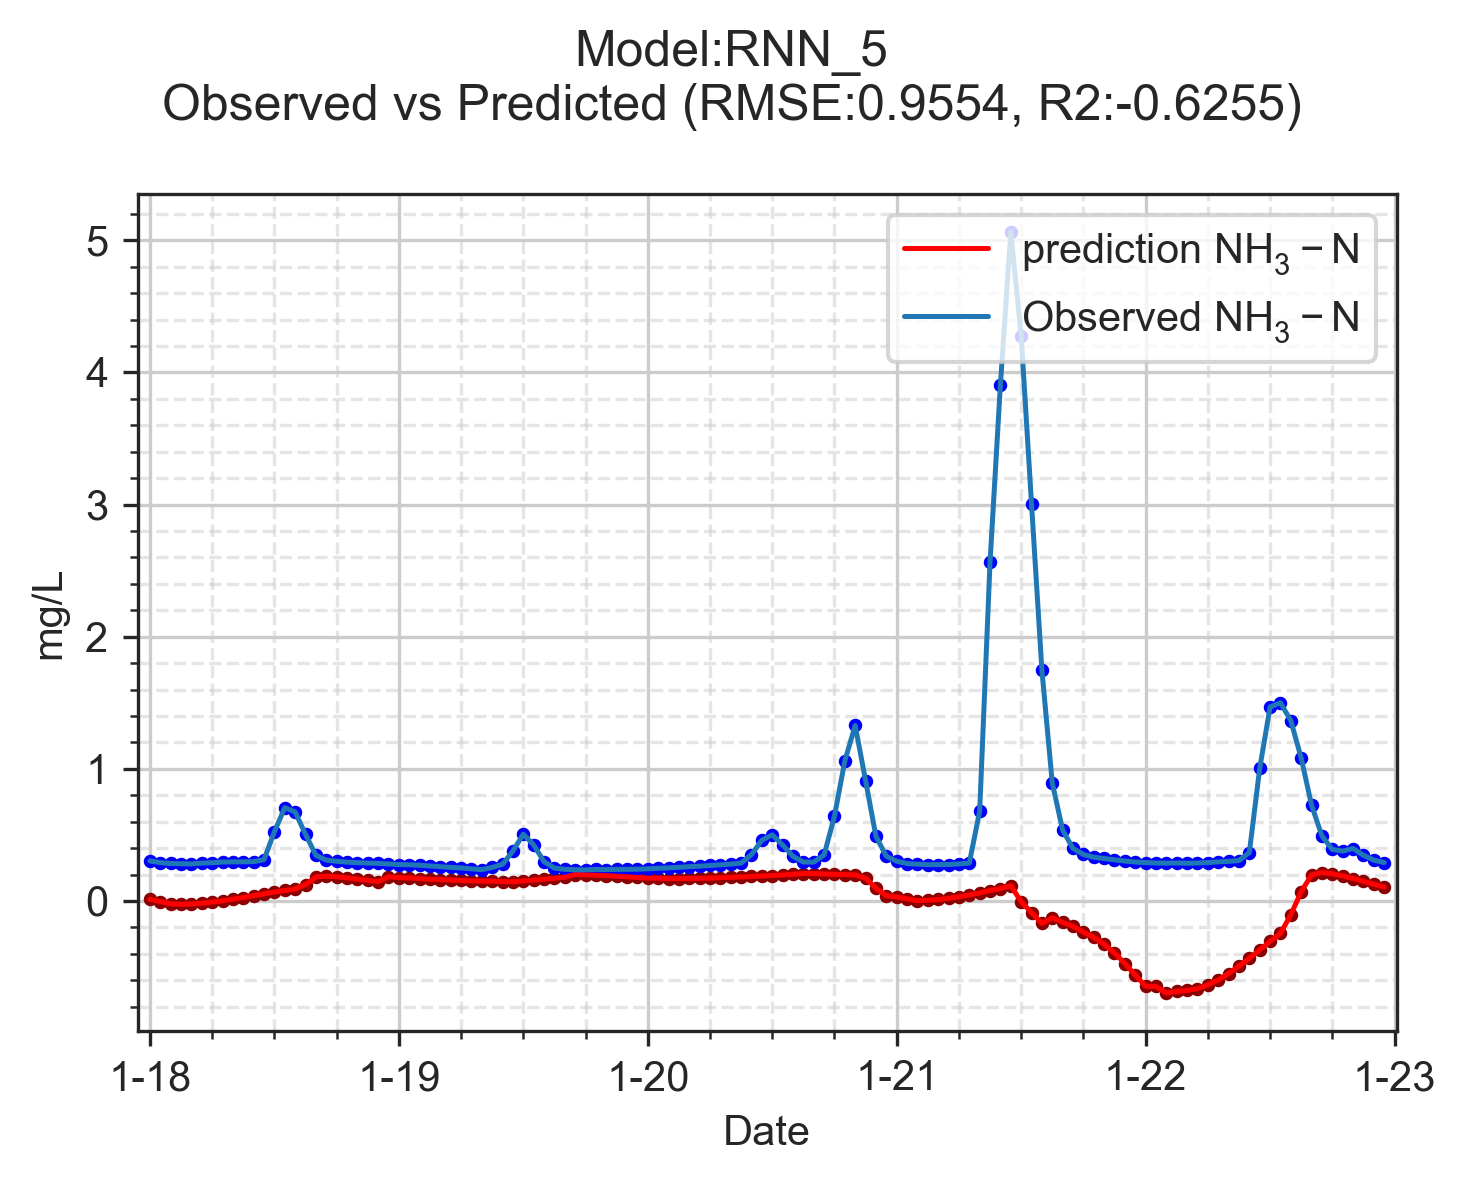 Model:RNN_5
Observed vs Predicted (RMSE:0.9554, R2:-0.6255)
prediction NH₃ − N
Observed NH₃ − N
5
4
3
2
1
0
mg/L
1-18 1-19 1-20 1-21 1-22 1-23
Date